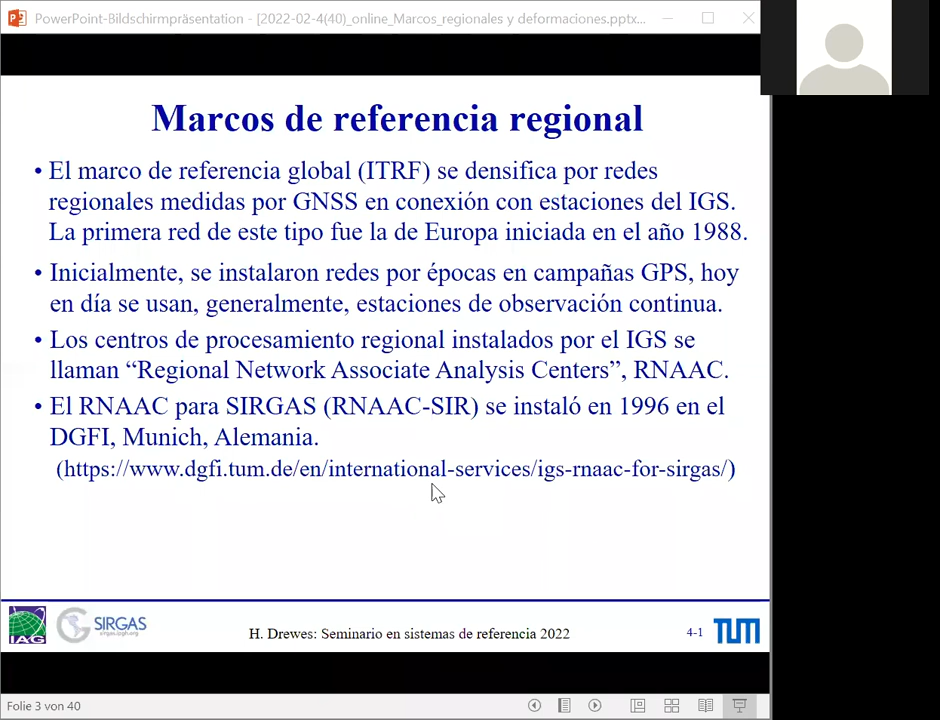 PowerPoint-Bildschirmpräsentation - [2022-02-4(40)_online_Marcos_regionales y deformaciones.pptx...
Marcos de referencia regional
• El marco de referencia global (ITRF) se densifica por redes
regionales medidas por GNSS en conexión con estaciones del IGS.
La primera red de este tipo fue la de Europa iniciada en el año 1988.
• Inicialmente, se instalaron redes por épocas en campañas GPS, hoy
en día se usan, generalmente, estaciones de observación continua.
• Los centros de procesamiento regional instalados por el IGS se
llaman “Regional Network Associate Analysis Centers”, RNAAC.
• El RNAAC para SIRGAS (RNAAC-SIR) se instaló en 1996 en el
DGFI, Munich, Alemania.
(https://www.dgfi.tum.de/en/international-services/igs-rnaac-for-sirgas/)
IAG
SIRGAS
sirgas.ipgh.org
H. Drewes: Seminario en sistemas de referencia 2022
4-1
TUM
Folie 3 von 40